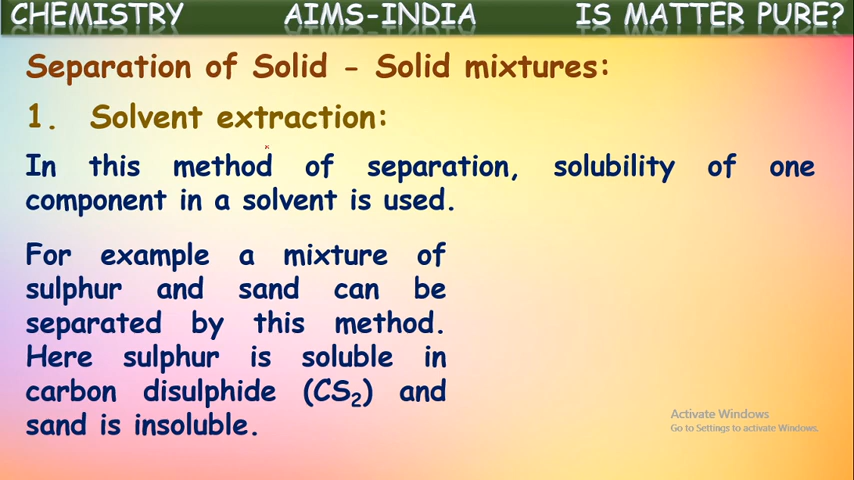 CHEMISTRY AIMS-INDIA IS MATTER PURE?
Separation of Solid - Solid mixtures:
1. Solvent extraction:
In this method of separation, solubility of one
component in a solvent is used.
For example a mixture of
sulphur and sand can be
separated by this method.
Here sulphur is soluble in
carbon disulphide (CS₂) and
sand is insoluble.
Activate Windows
Go to Settings to activate Windows.